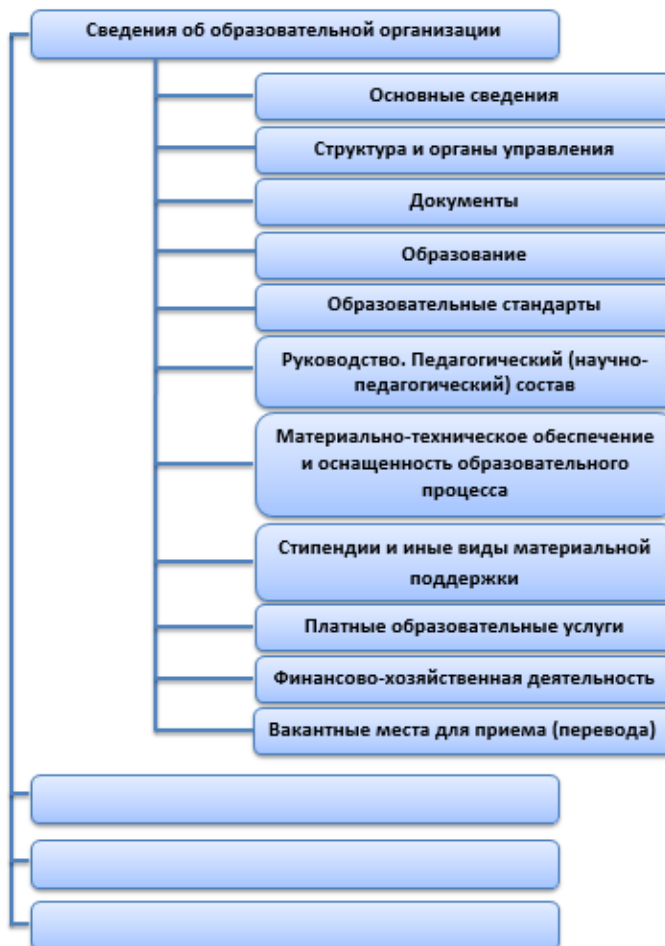 Сведения об образовательной организации
Основные сведения
Структура и органы управления
Документы
Образование
Образовательные стандарты
Руководство. Педагогический (научно-
педагогический) состав
Материально-техническое обеспечение
и оснащенность образовательного
процесса
Стипендии и иные виды материальной
поддержки
Платные образовательные услуги
Финансово-хозяйственная деятельность
Вакантные места для приема (перевода)